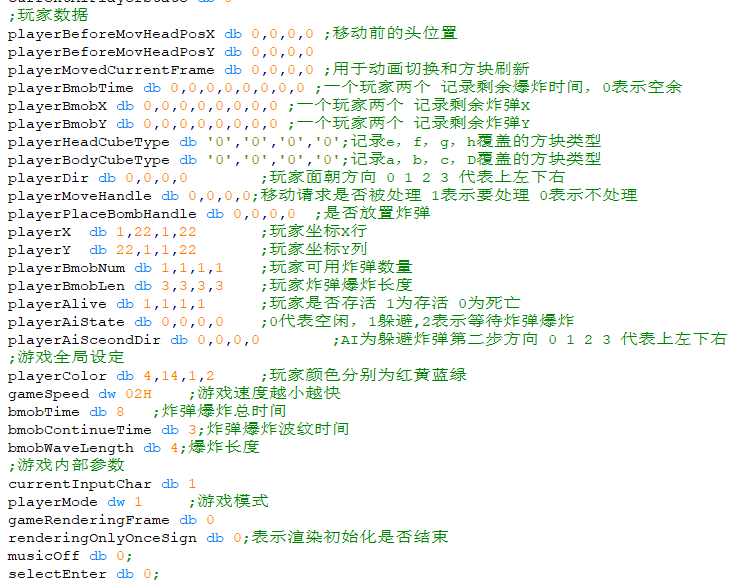 ;玩家数据
playerBeforeMovHeadPosX db 0,0,0,0 ;移动前的头位置
playerBeforeMovHeadPosY db 0,0,0,0
playerMovedCurrentFrame db 0,0,0,0 ;用于动画切换和方块刷新
playerBmobTime db 0,0,0,0,0,0,0,0 ;一个玩家两个 记录剩余爆炸时间，0表示空余
playerBmobX db 0,0,0,0,0,0,0,0 ;一个玩家两个 记录剩余炸弹X
playerBmobY db 0,0,0,0,0,0,0,0 ;一个玩家两个 记录剩余炸弹Y
playerHeadCubeType db '0','0','0','0';记录e，f，g，h覆盖的方块类型
playerBodyCubeType db '0','0','0','0';记录a，b，c，D覆盖的方块类型
playerDir db 0,0,0,0 ;玩家面朝方向 0 1 2 3 代表上左下右
playerMoveHandle db 0,0,0,0;移动请求是否被处理 1表示要处理 0表示不处理
playerPlaceBombHandle db 0,0,0,0 ;是否放置炸弹
playerX db 1,22,1,22 ;玩家坐标X行
playerY db 22,1,1,22 ;玩家坐标Y列
playerBmobNum db 1,1,1,1 ;玩家可用炸弹数量
playerBmobLen db 3,3,3,3 ;玩家炸弹爆炸长度
playerAlive db 1,1,1,1 ;玩家是否存活 1为存活 0为死亡
playerAiState db 0,0,0,0 ;0代表空闲，1躲避,2表示等待炸弹爆炸
playerAiSceondDir db 0,0,0,0 ;AI为躲避炸弹第二步方向 0 1 2 3 代表上左下右
;游戏全局设定
playerColor db 4,14,1,2 ;玩家颜色分别为红黄蓝绿
gameSpeed dw 02H ;游戏速度越小越快
bmobTime db 8 ;炸弹爆炸总时间
bmobContinueTime db 3;炸弹爆炸波纹时间
bmobWaveLength db 4;爆炸长度
;游戏内部参数
currentInputChar db 1
playerMode dw 1 ;游戏模式
gameRenderingFrame db 0
renderingOnlyOnceSign db 0;表示渲染初始化是否结束
musicOff db 0;
selectEnter db 0;